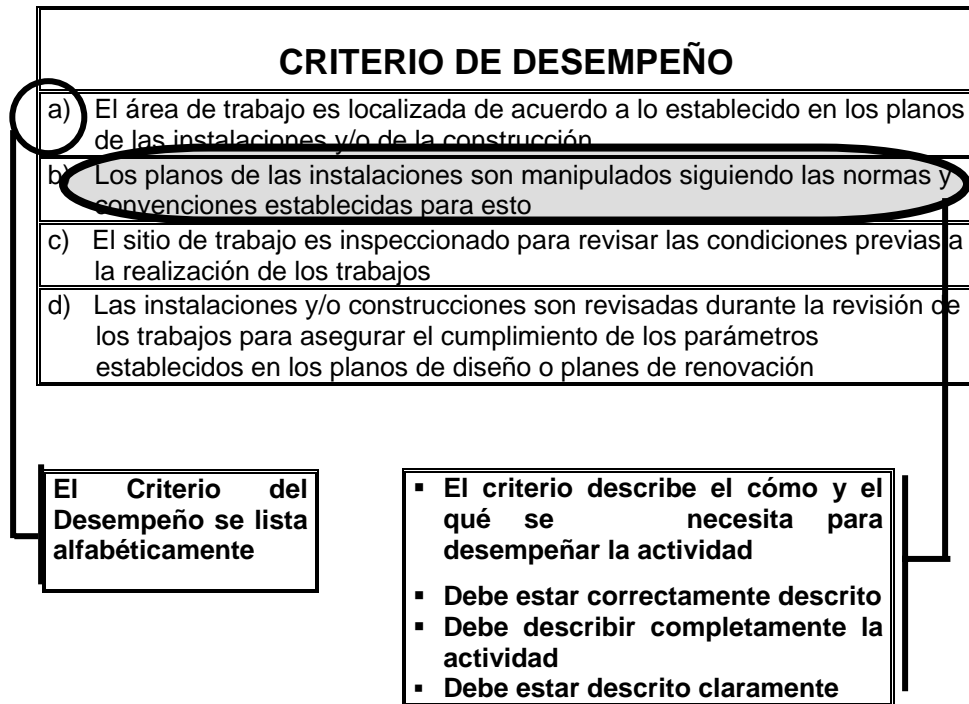 CRITERIO DE DESEMPEÑO
a) El área de trabajo es localizada de acuerdo a lo establecido en los planos
de las instalaciones y/o de la construcción
b) Los planos de las instalaciones son manipulados siguiendo las normas y
convenciones establecidas para esto
c) El sitio de trabajo es inspeccionado para revisar las condiciones previas a
la realización de los trabajos
d) Las instalaciones y/o construcciones son revisadas durante la revisión de
los trabajos para asegurar el cumplimiento de los parámetros
establecidos en los planos de diseño o planes de renovación
El Criterio del
Desempeño se lista
alfabéticamente
▪ El criterio describe el cómo y el
qué se necesita para
desempeñar la actividad
▪ Debe estar correctamente descrito
▪ Debe describir completamente la
actividad
▪ Debe estar descrito claramente